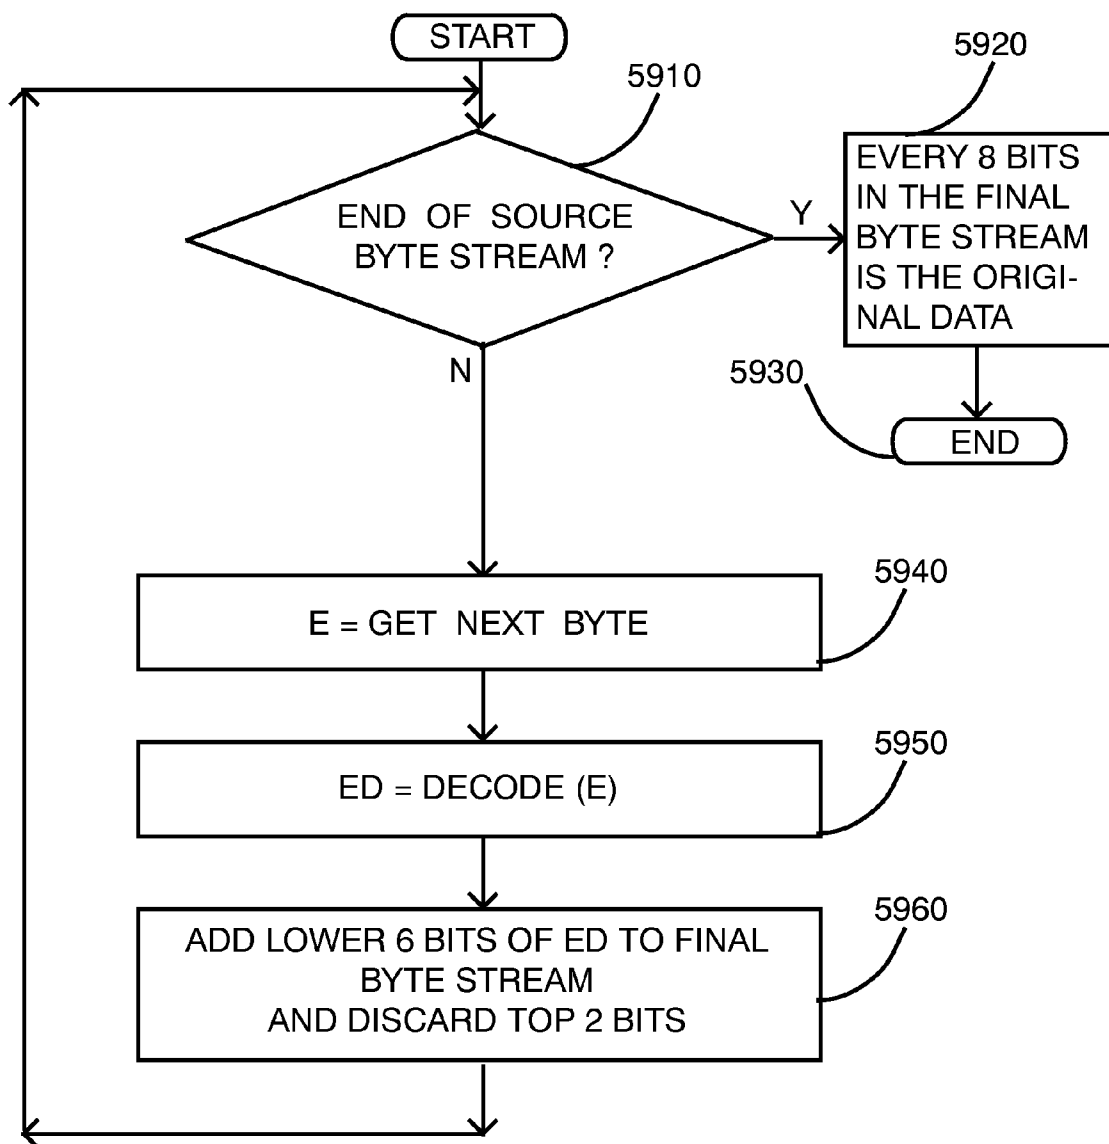 START
5910
5920
END OF SOURCE
BYTE STREAM ?
Y
EVERY 8 BITS
IN THE FINAL
BYTE STREAM
IS THE ORIGI-
NAL DATA
N
5930
END
5940
E = GET NEXT BYTE
5950
ED = DECODE (E)
5960
ADD LOWER 6 BITS OF ED TO FINAL
BYTE STREAM
AND DISCARD TOP 2 BITS